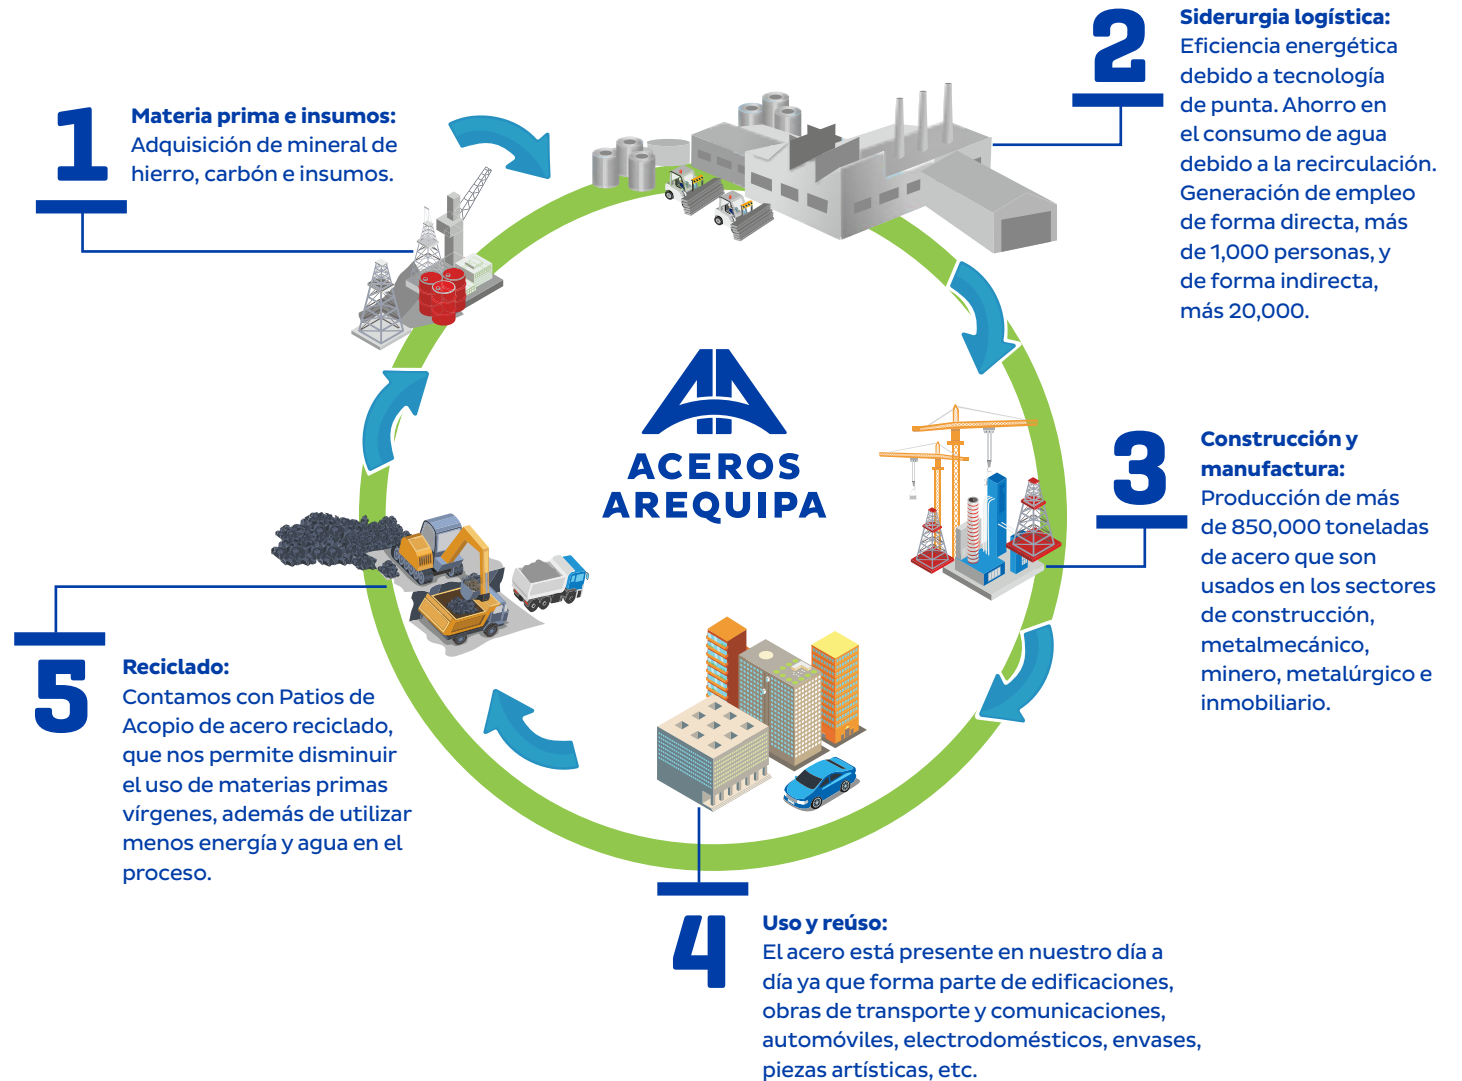 1
Materia prima e insumos:
Adquisición de mineral de
hierro, carbón e insumos.
2
Siderurgia logística:
Eficiencia energética
debido a tecnología
de punta. Ahorro en
el consumo de agua
debido a la recirculación.
Generación de empleo
de forma directa, más
de 1,000 personas, y
de forma indirecta,
más 20,000.
ACEROS
AREQUIPA
3
Construcción y
manufactura:
Producción de más
de 850,000 toneladas
de acero que son
usados en los sectores
de construcción,
metalmecánico,
minero, metalúrgico e
inmobiliario.
4
Uso y reúso:
El acero está presente en nuestro día a
día ya que forma parte de edificaciones,
obras de transporte y comunicaciones,
automóviles, electrodomésticos, envases,
piezas artísticas, etc.
5
Reciclado:
Contamos con Patios de
Acopio de acero reciclado,
que nos permite disminuir
el uso de materias primas
vírgenes, además de utilizar
menos energía y agua en el
proceso.